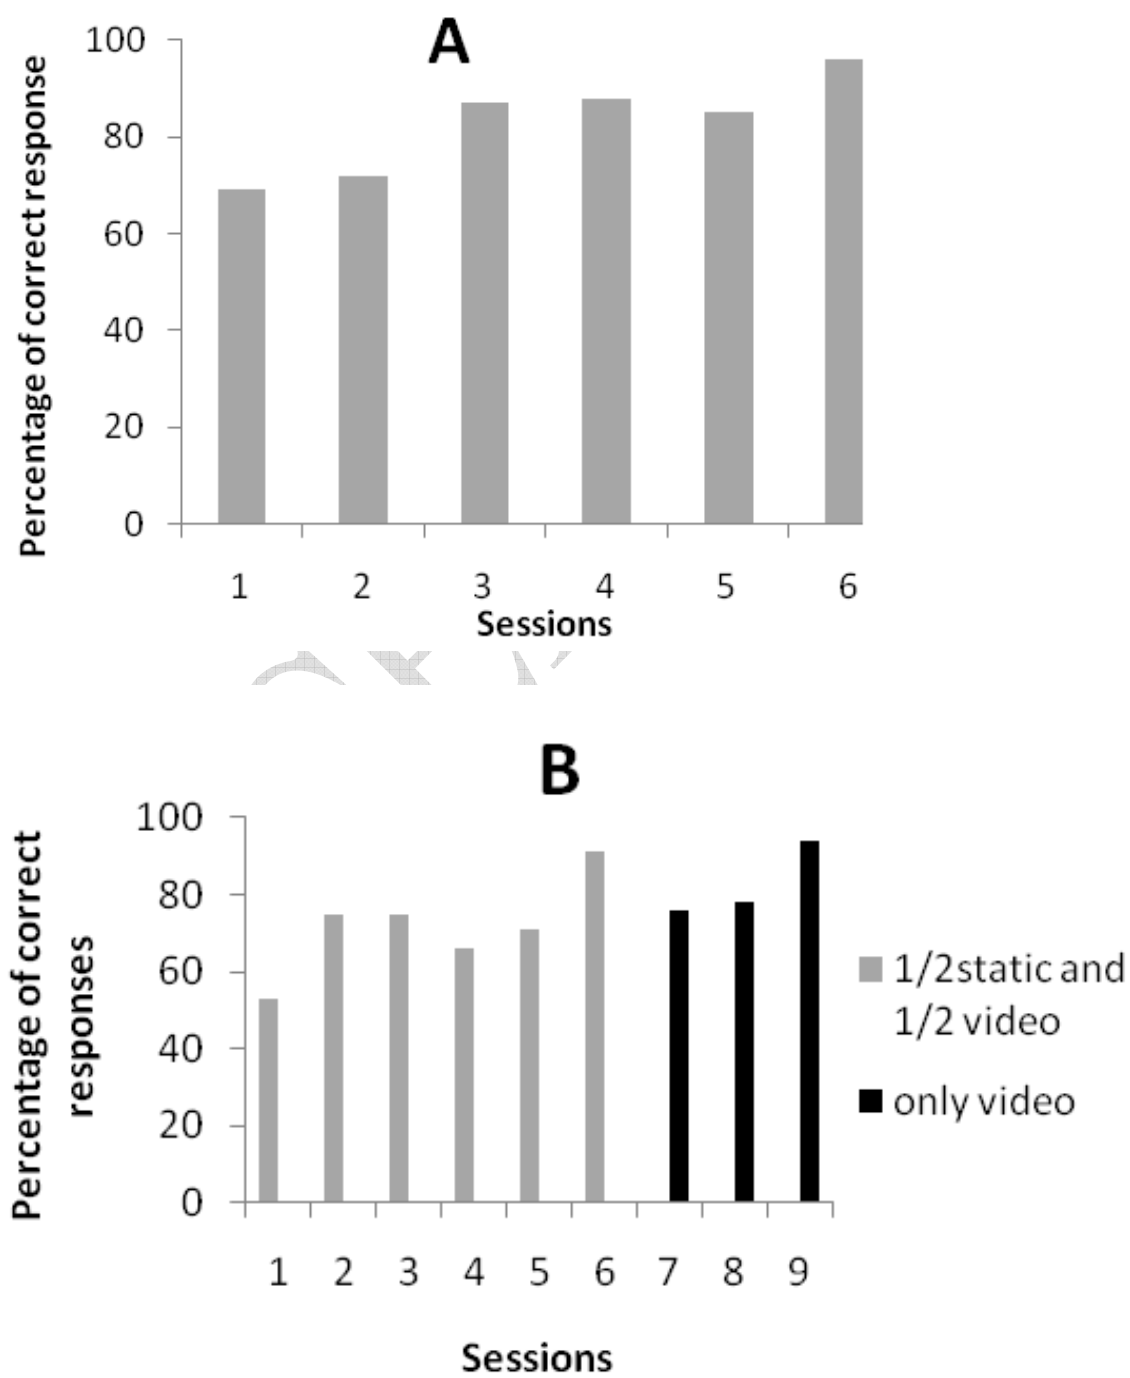 A
Percentage of correct response
100
80
60
40
20
0
1 2 3 4 5 6
Sessions
B
Percentage of correct
responses
100
80
60
40
20
0
1 2 3 4 5 6 7 8 9
Sessions
1/2static and
1/2 video
only video